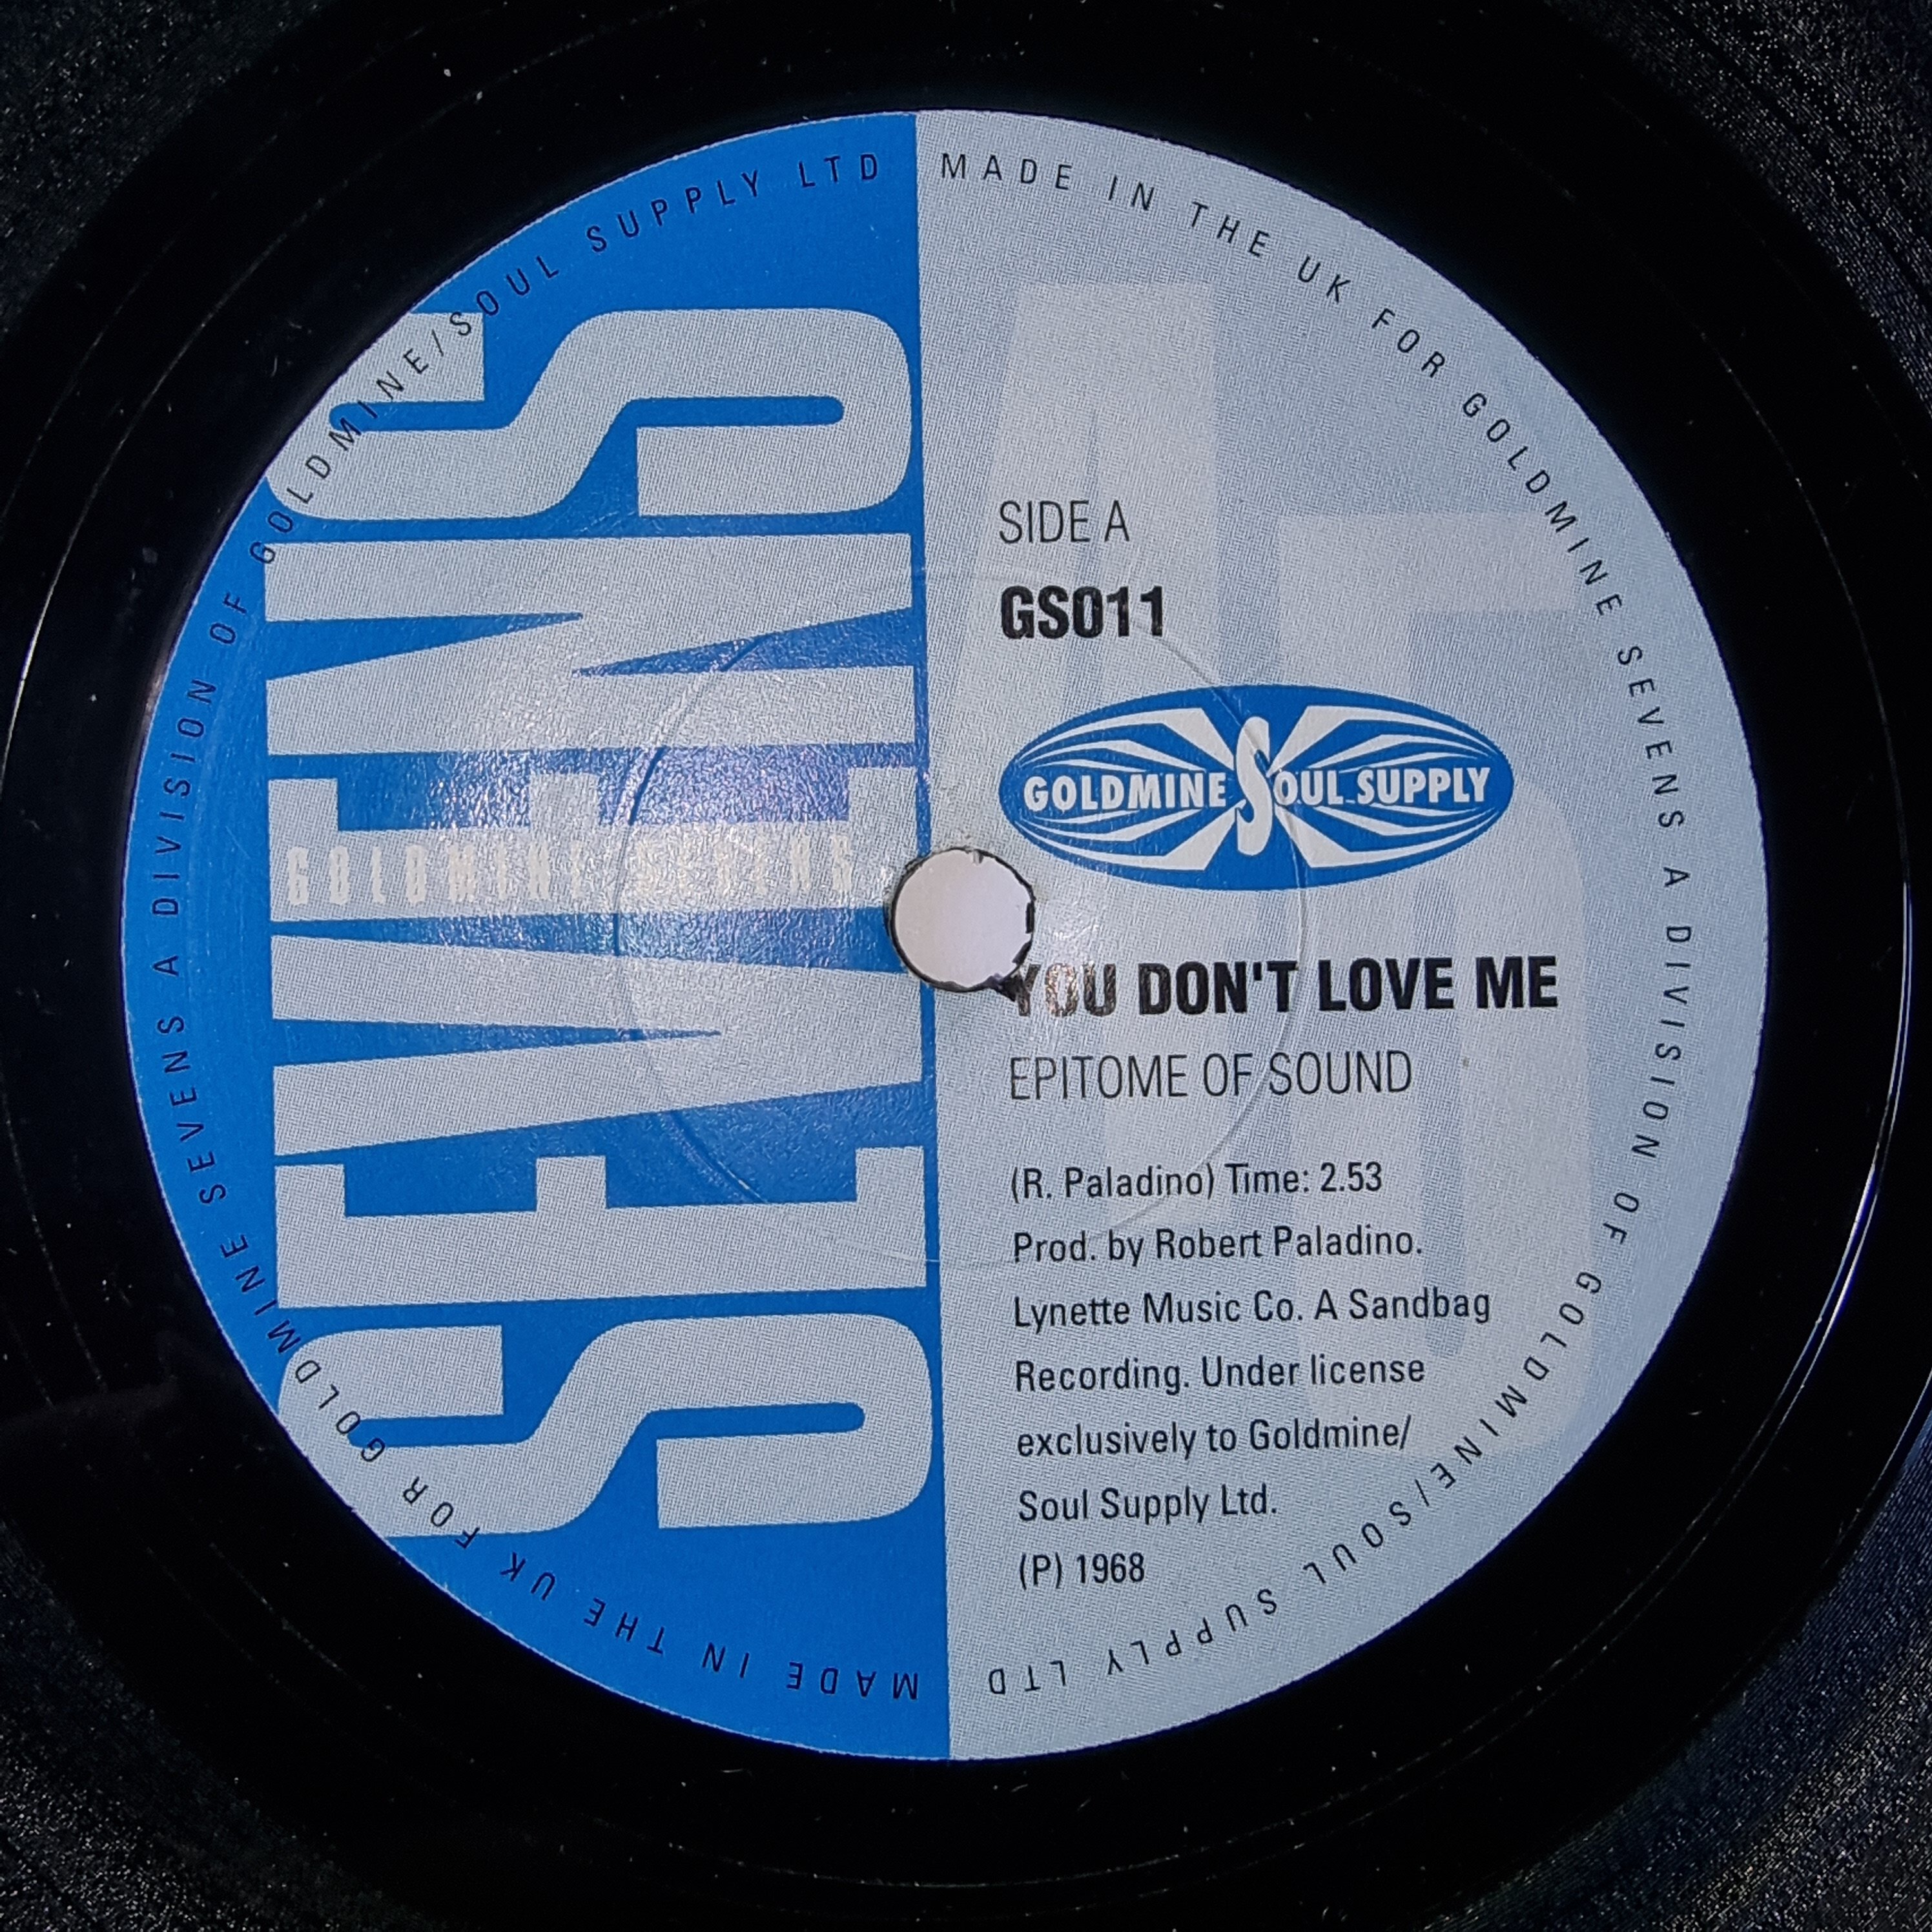 MADE IN THE UK FOR GOLDMINE SEVENS A DIVISION OF GOLDMINE/SOUL SUPPLY LTD
MADE IN THE UK FOR GOLDMINE SEVENS A DIVISION OF GOLDMINE/SOUL SUPPLY LTD
SEVENS
GOLDMINE SEVENS
A
45
SIDE A
GS011
GOLDMINE SOUL SUPPLY
YOU DON'T LOVE ME
EPITOME OF SOUND
(R. Paladino) Time: 2.53
Prod. by Robert Paladino.
Lynette Music Co. A Sandbag
Recording. Under license
exclusively to Goldmine/
Soul Supply Ltd.
(P) 1968